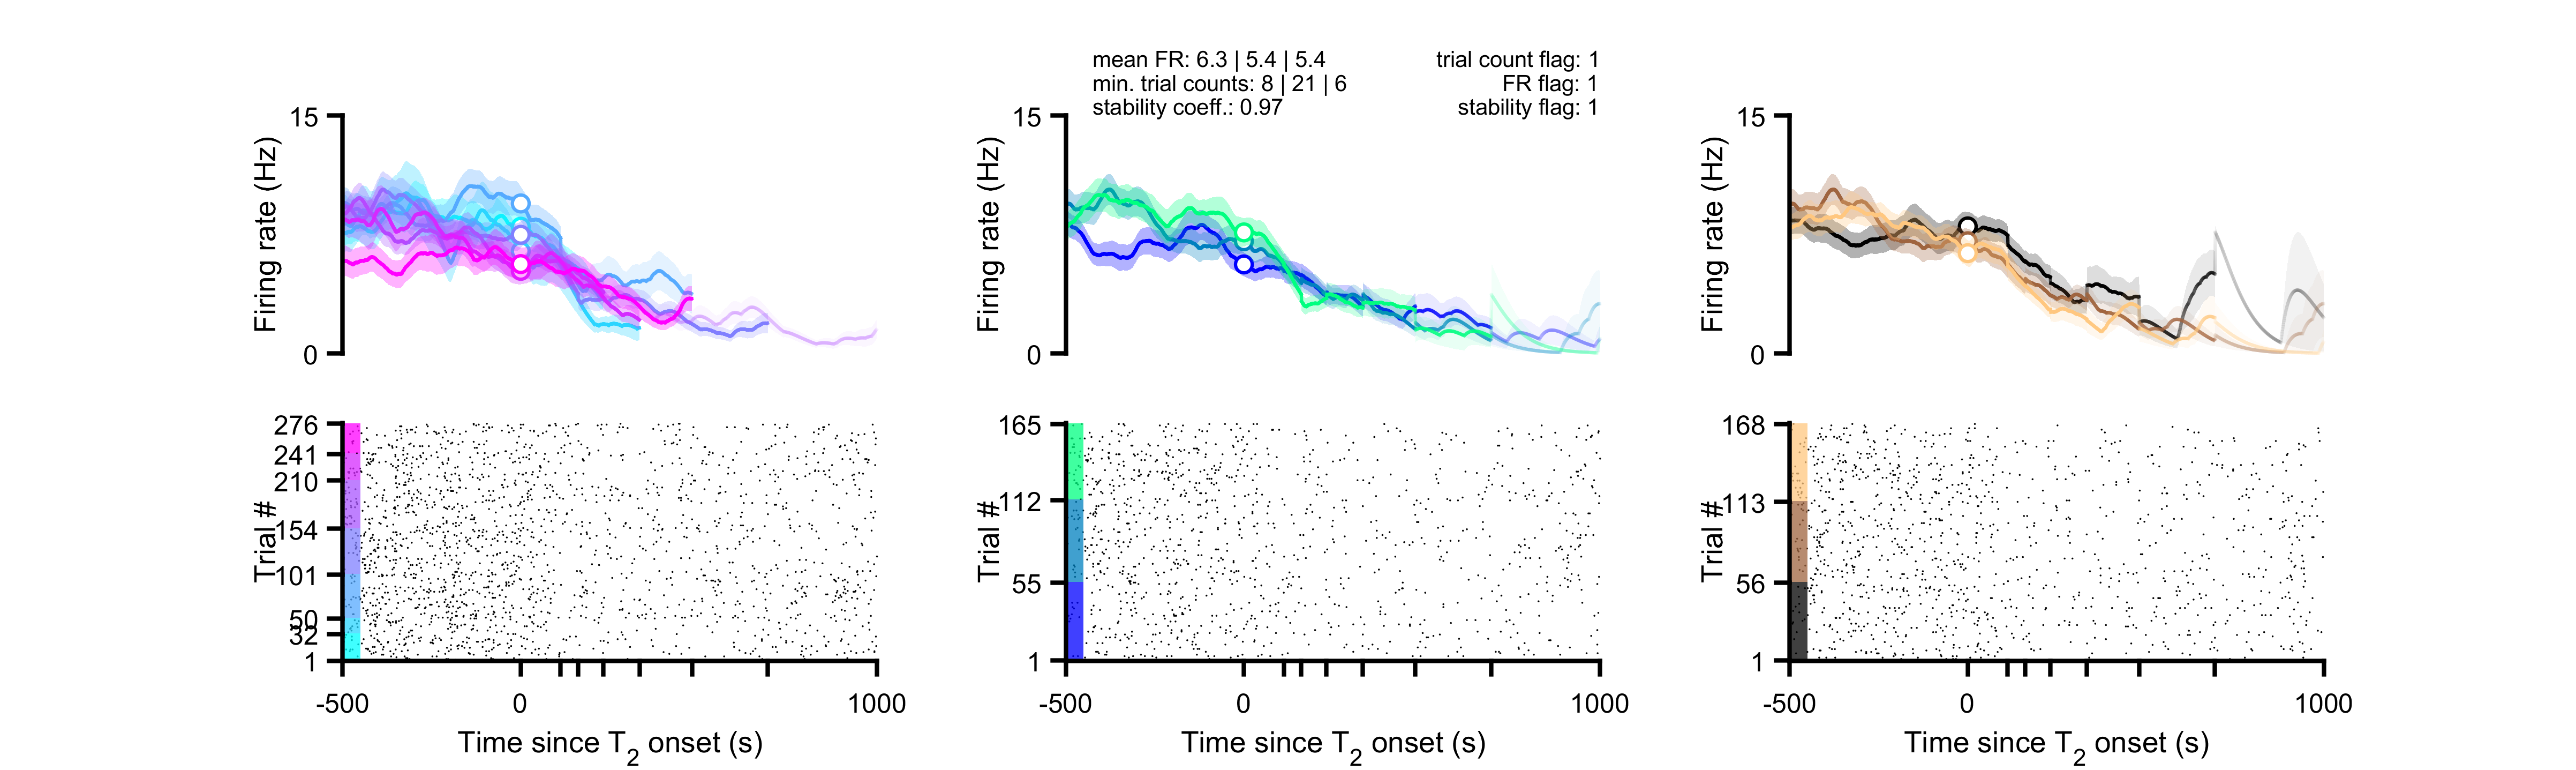 mean FR: 6.3 | 5.4 | 5.4
min. trial counts: 8 | 21 | 6
stability coeff.: 0.97
trial count flag: 1
FR flag: 1
stability flag: 1
15
Firing rate (Hz)
0
15
Firing rate (Hz)
0
15
Firing rate (Hz)
0
276
241
210
154
101
50
32
1
Trial #
-500
0
1000
Time since T2 onset (s)
165
112
55
1
Trial #
-500
0
1000
Time since T2 onset (s)
168
113
56
1
Trial #
-500
0
1000
Time since T2 onset (s)